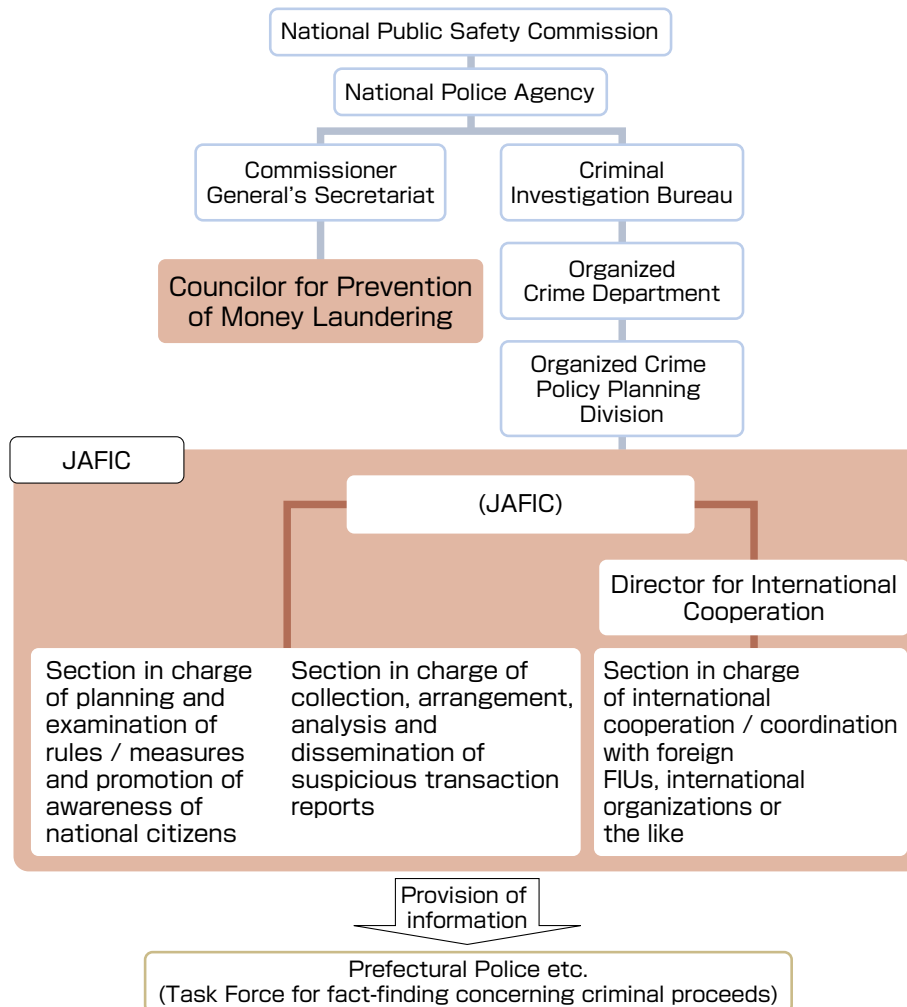 National Public Safety Commission
National Police Agency
Commissioner
General's Secretariat
Criminal
Investigation Bureau
Councilor for Prevention
of Money Laundering
Organized
Crime Department
Organized Crime
Policy Planning
Division
JAFIC
(JAFIC)
Director for International
Cooperation
Section in charge
of planning and
examination of
rules / measures
and promotion of
awareness of
national citizens
Section in charge of
collection, arrangement,
analysis and
dissemination of
suspicious transaction
reports
Section in charge
of international
cooperation / coordination
with foreign
FIUs, international
organizations or
the like
Provision of
information
Prefectural Police etc.
(Task Force for fact-finding concerning criminal proceeds)